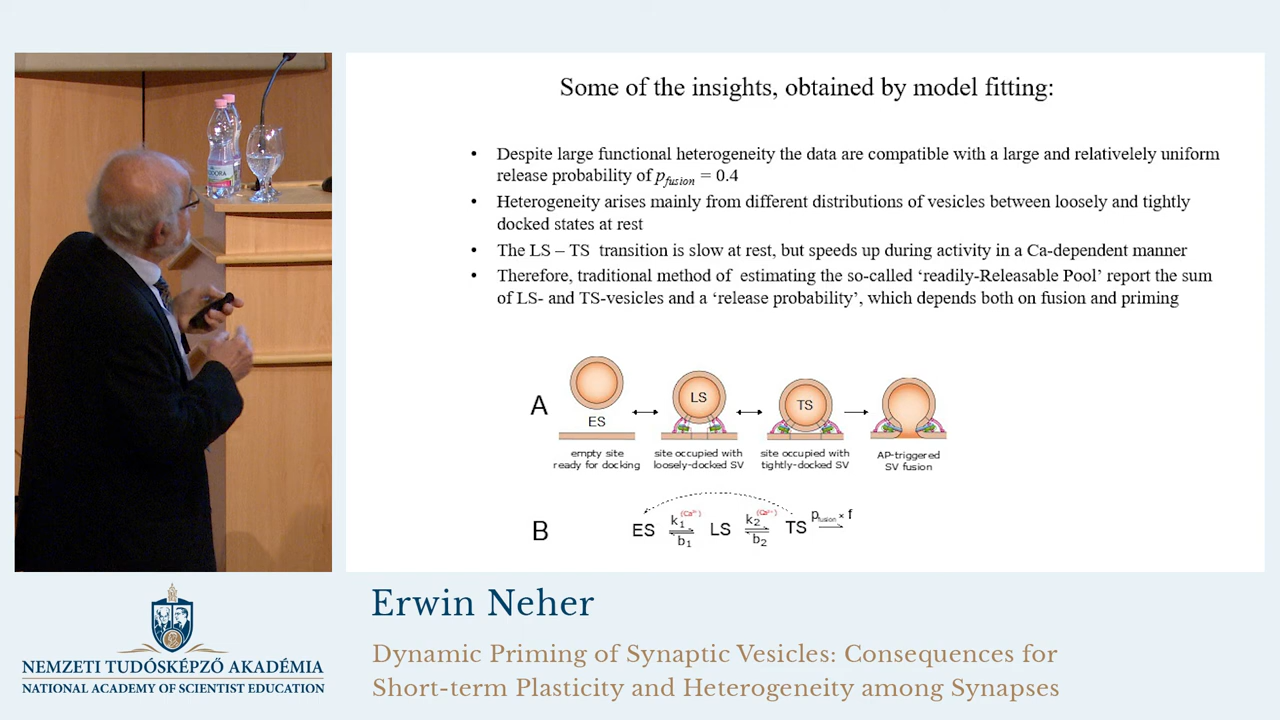 Some of the insights, obtained by model fitting:
• Despite large functional heterogeneity the data are compatible with a large and relativelely uniform
release probability of pfusion = 0.4
• Heterogeneity arises mainly from different distributions of vesicles between loosely and tightly
docked states at rest
• The LS – TS transition is slow at rest, but speeds up during activity in a Ca-dependent manner
• Therefore, traditional method of estimating the so-called ‘readily-Releasable Pool’ report the sum
of LS- and TS-vesicles and a ‘release probability’, which depends both on fusion and priming
A
ES
LS
TS
empty site
ready for docking
site occupied with
loosely-docked SV
site occupied with
tightly-docked SV
AP-triggered
SV fusion
B
ES k1 (Ca2+) b1 LS k2 (Ca2+) b2 TS pfusion × f
Erwin Neher
Dynamic Priming of Synaptic Vesicles: Consequences for
Short-term Plasticity and Heterogeneity among Synapses
NEMZETI TUDÓSKÉPZŐ AKADÉMIA
NATIONAL ACADEMY OF SCIENTIST EDUCATION